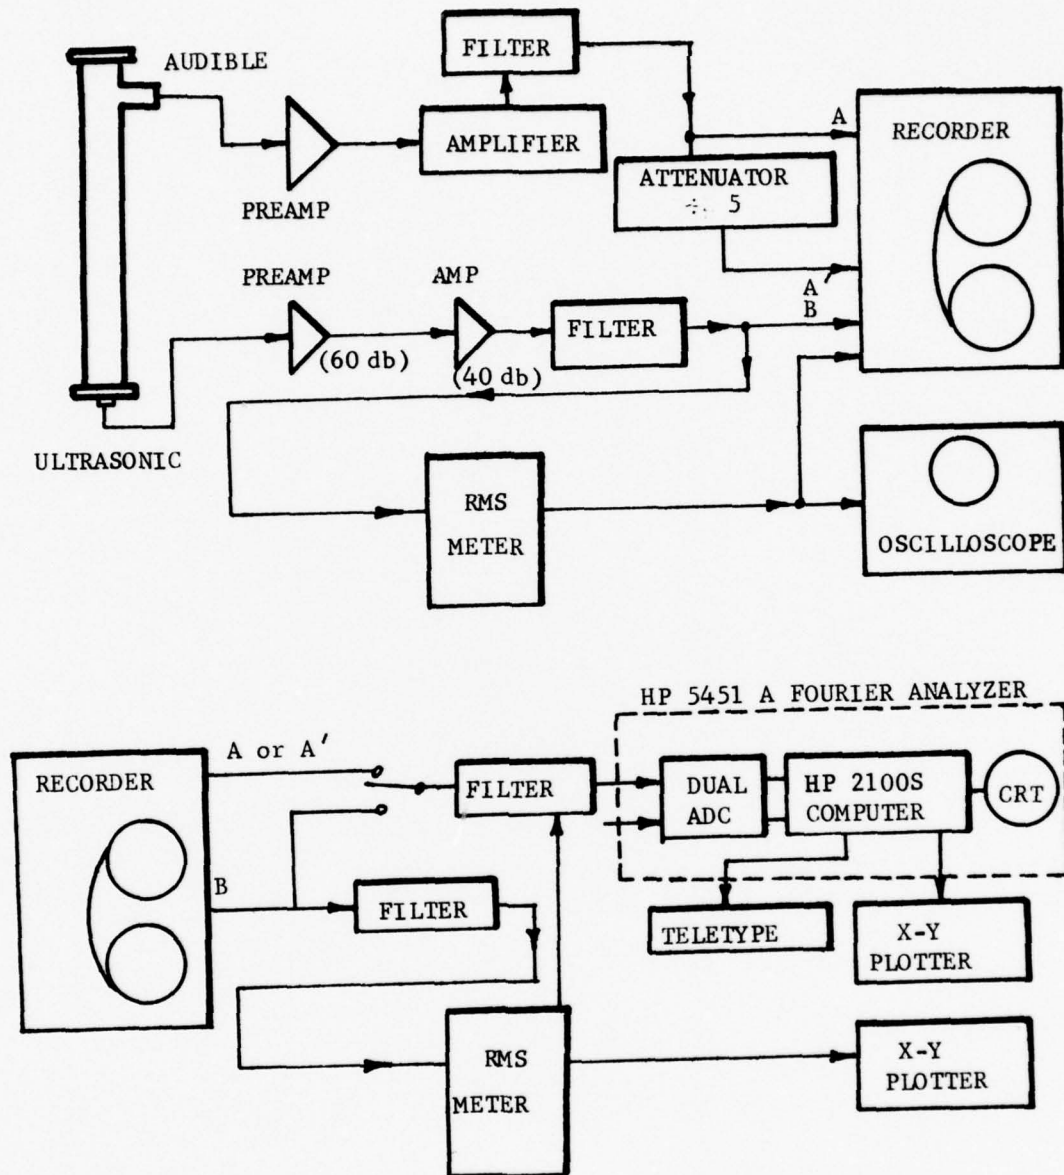 AUDIBLE
FILTER
AMPLIFIER
PREAMP
A
ATTENUATOR
÷ 5
RECORDER
A'
B
PREAMP
(60 db)
AMP
(40 db)
FILTER
ULTRASONIC
RMS
METER
OSCILLOSCOPE
HP 5451 A FOURIER ANALYZER
RECORDER
A or A'
B
FILTER
FILTER
DUAL
ADC
HP 2100S
COMPUTER
CRT
TELETYPE
X-Y
PLOTTER
RMS
METER
X-Y
PLOTTER